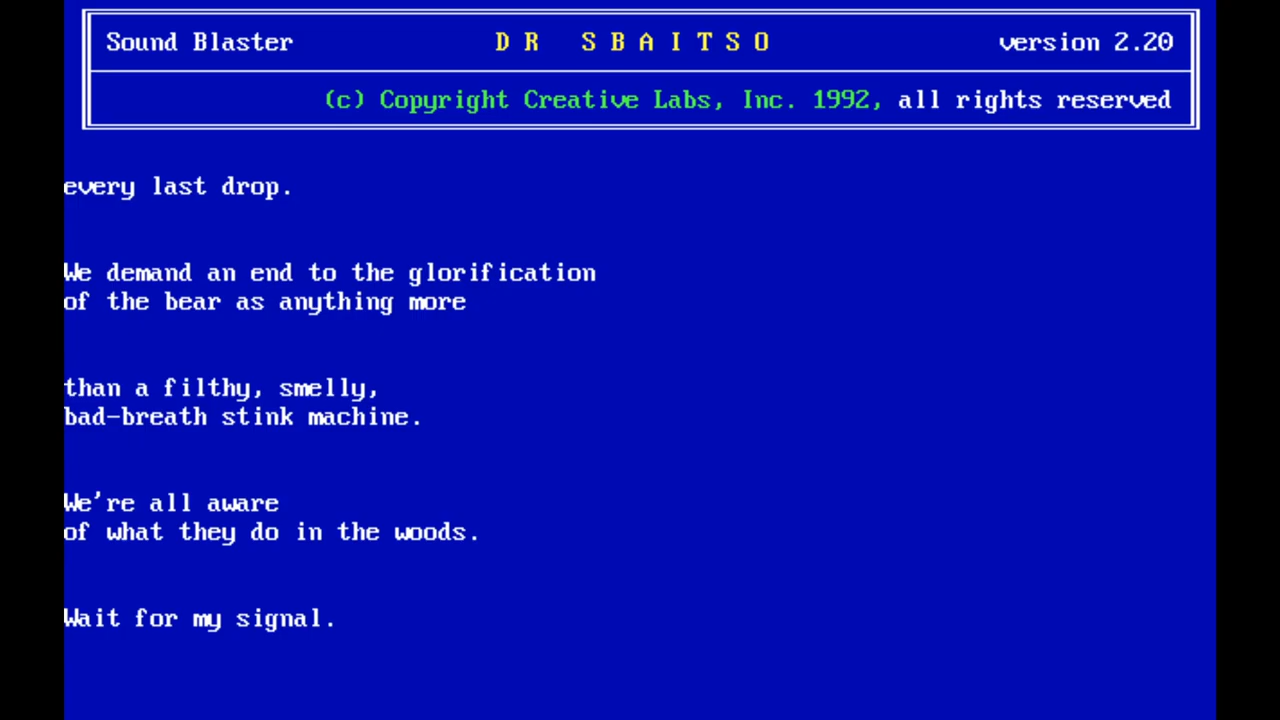 Sound Blaster D R S B A I T S O version 2.20
(c) Copyright Creative Labs, Inc. 1992, all rights reserved
every last drop.
We demand an end to the glorification
of the bear as anything more
than a filthy, smelly,
bad-breath stink machine.
We're all aware
of what they do in the woods.
Wait for my signal.